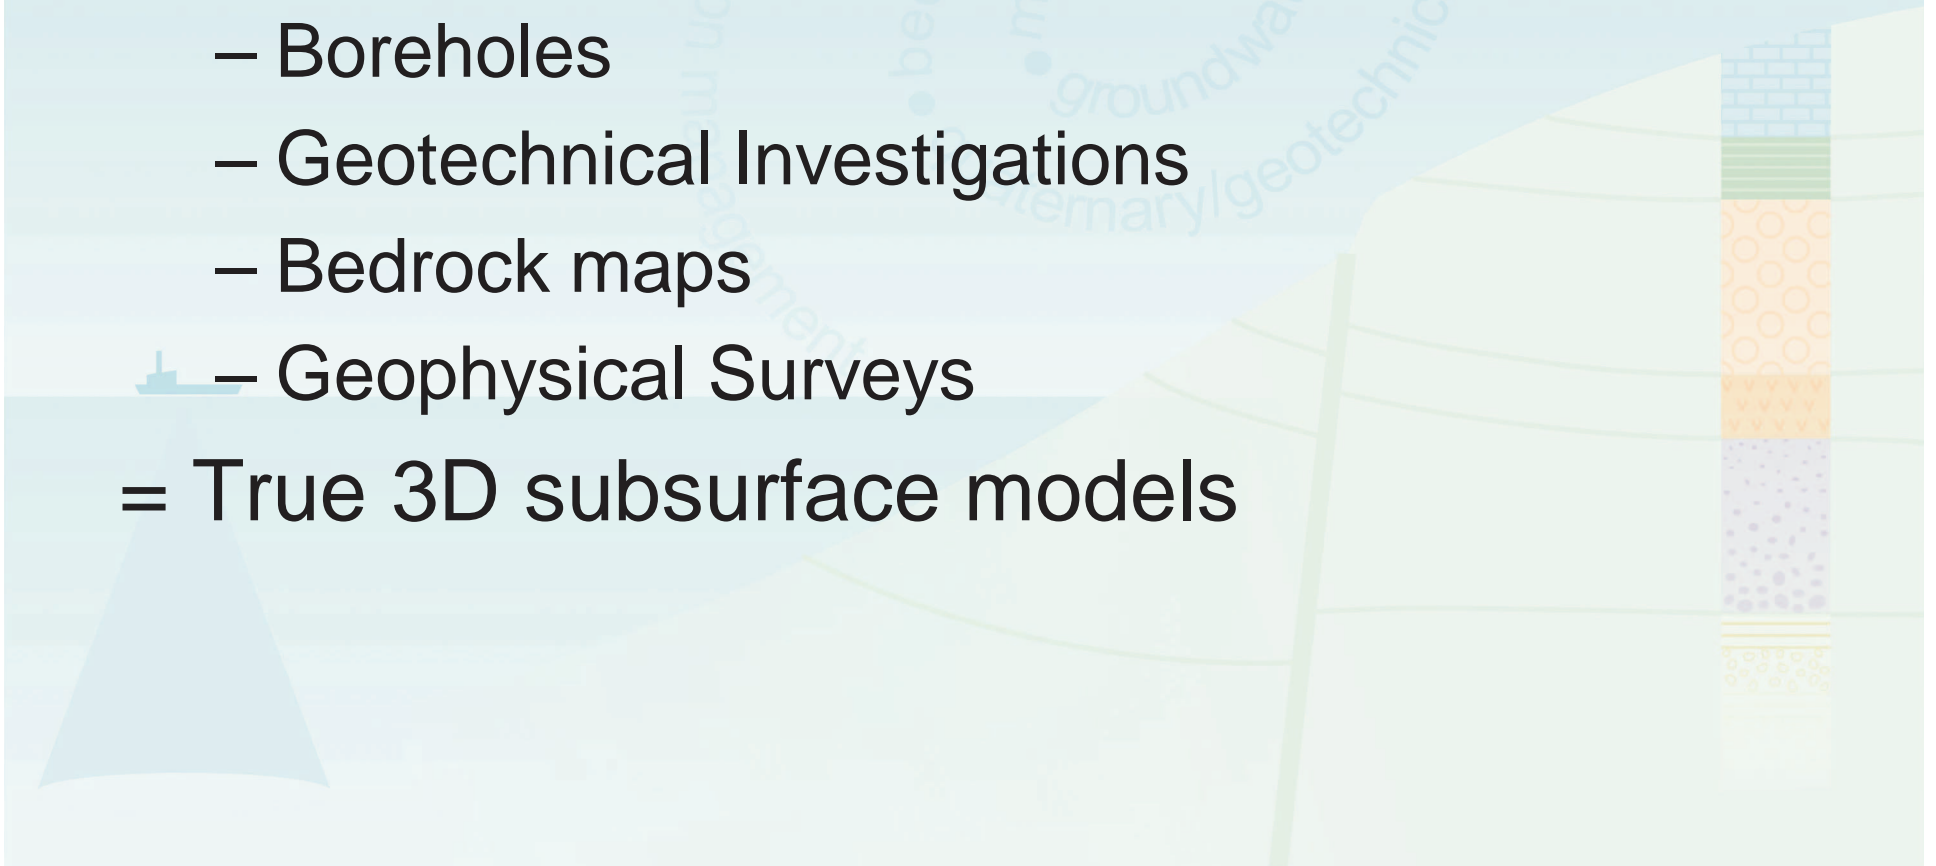 – Boreholes
– Geotechnical Investigations
– Bedrock maps
– Geophysical Surveys
= True 3D subsurface models